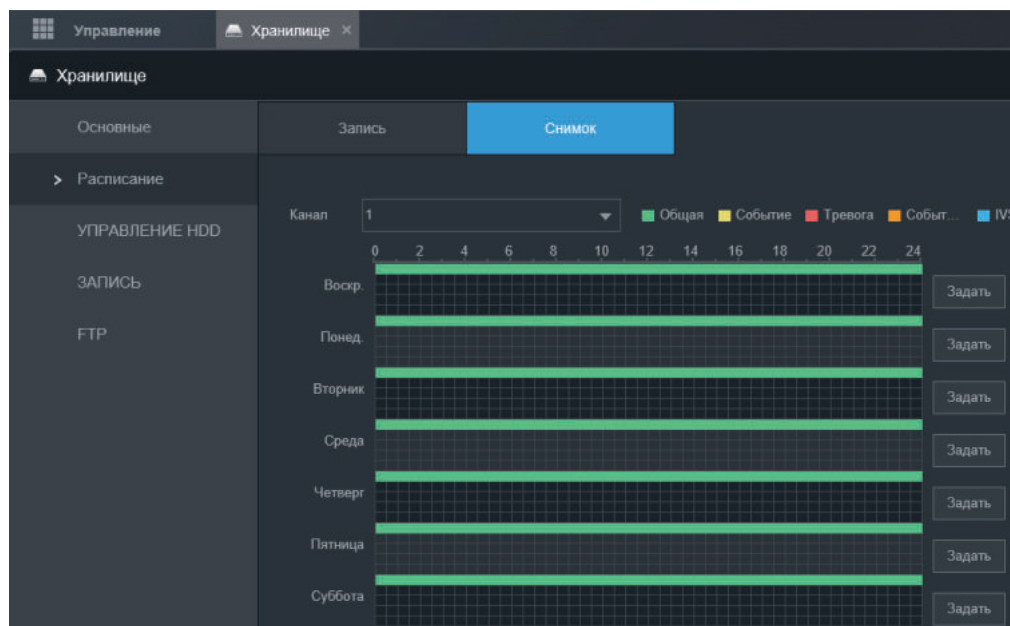 Управление Хранилище ×
Хранилище
Основные Запись Снимок
> Расписание
Канал 1 Общая Событие Тревога Событ... IVS
УПРАВЛЕНИЕ HDD
0 2 4 6 8 10 12 14 16 18 20 22 24
ЗАПИСЬ Воскр. Задать
FTP Понед. Задать
Вторник Задать
Среда Задать
Четверг Задать
Пятница Задать
Суббота Задать